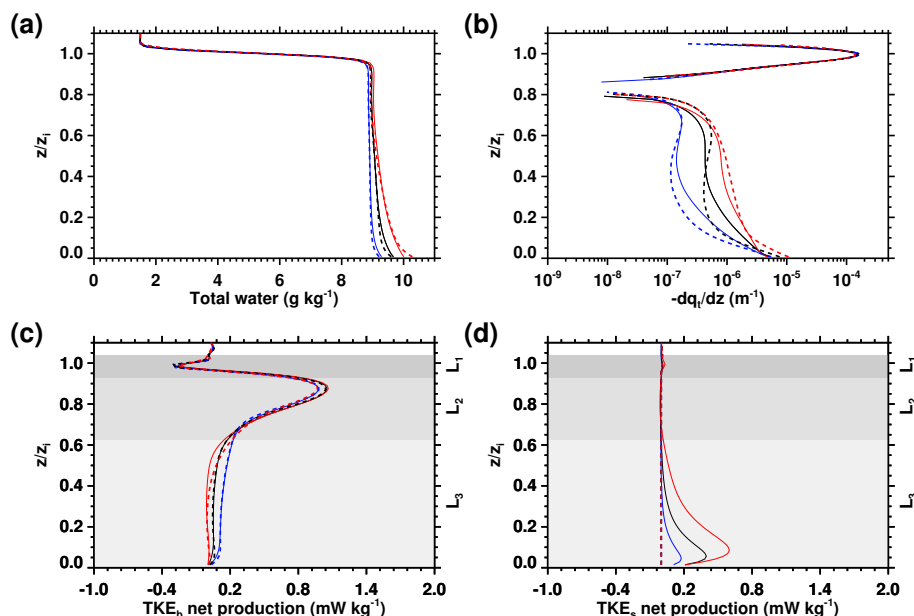 (a)
z/zᵢ
1.0
0.8
0.6
0.4
0.2
0.0
0 2 4 6 8 10
Total water (g kg⁻¹)
(b)
z/zᵢ
1.0
0.8
0.6
0.4
0.2
0.0
10⁻⁹ 10⁻⁸ 10⁻⁷ 10⁻⁶ 10⁻⁵ 10⁻⁴
-dqₜ/dz (m⁻¹)
(c)
z/zᵢ
1.0
0.8
0.6
0.4
0.2
0.0
L₁
L₂
L₃
-1.0 -0.4 0.2 0.8 1.4 2.0
TKE_b net production (mW kg⁻¹)
(d)
z/zᵢ
1.0
0.8
0.6
0.4
0.2
0.0
L₁
L₂
L₃
-1.0 -0.4 0.2 0.8 1.4 2.0
TKEₛ net production (mW kg⁻¹)